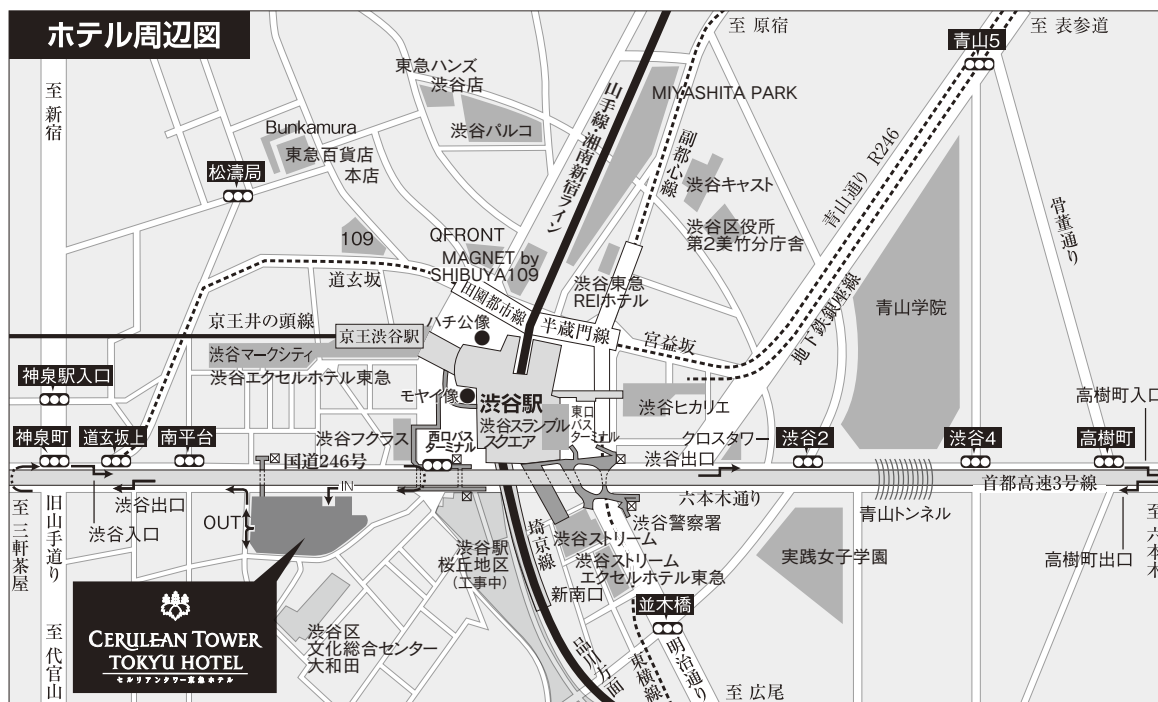 ホテル周辺図
至 原宿
至 表参道
青山5
至 新宿
東急ハンズ
渋谷店
渋谷パルコ
Bunkamura
東急百貨店
本店
松濤局
山手線・湘南新宿ライン
MIYASHITA PARK
副都心線
渋谷キャスト
渋谷区役所
第2美竹分庁舎
青山通り R246
骨董通り
109
QFRONT
MAGNET by
SHIBUYA109
道玄坂
田園都市線
渋谷東急
REIホテル
半蔵門線
宮益坂
地下鉄銀座線
青山学院
京王井の頭線
京王渋谷駅
ハチ公像
渋谷マークシティ
渋谷エクセルホテル東急
モヤイ像
渋谷駅
渋谷スクランブル
スクエア
東口
バス
ターミナル
渋谷ヒカリエ
神泉駅入口
神泉町
道玄坂上
南平台
渋谷フクラス
西口バス
ターミナル
クロスタワー
渋谷出口
渋谷2
渋谷4
高樹町
高樹町入口
国道246号
IN
OUT
渋谷出口
渋谷入口
至 三軒茶屋
旧山手通り
至 代官山
六本木通り
首都高速3号線
青山トンネル
至 六本木
高樹町出口
渋谷警察署
渋谷ストリーム
渋谷ストリーム
エクセルホテル東急
実践女子学園
埼京線
新南口
渋谷駅
桜丘地区
(工事中)
並木橋
渋谷区
文化総合センター
大和田
品川方面
東横線
明治通り
至 広尾
CERULEAN TOWER
TOKYU HOTEL
セルリアンタワー東急ホテル